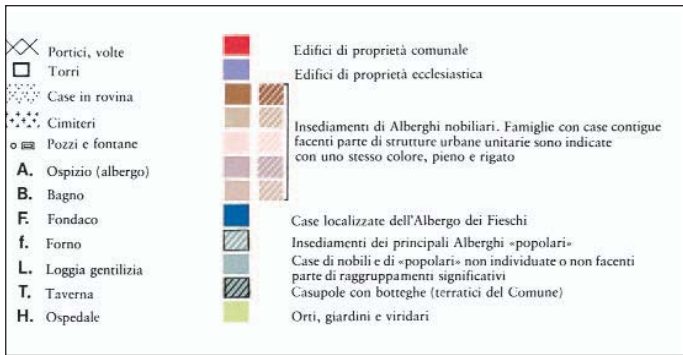 Portici, volte
Torri
Case in rovina
Cimiteri
Pozzi e fontane
A. Ospizio (albergo)
B. Bagno
F. Fondaco
f. Forno
L. Loggia gentilizia
T. Taverna
H. Ospedale
Edifici di proprietà comunale
Edifici di proprietà ecclesiastica
Insediamenti di Alberghi nobiliari. Famiglie con case contigue
facenti parte di strutture urbane unitarie sono indicate
con uno stesso colore, pieno e rigato
Case localizzate dell'Albergo dei Fieschi
Insediamenti dei principali Alberghi «popolari»
Case di nobili e di «popolari» non individuate o non facenti
parte di raggruppamenti significativi
Casupole con botteghe (terratici del Comune)
Orti, giardini e viridari